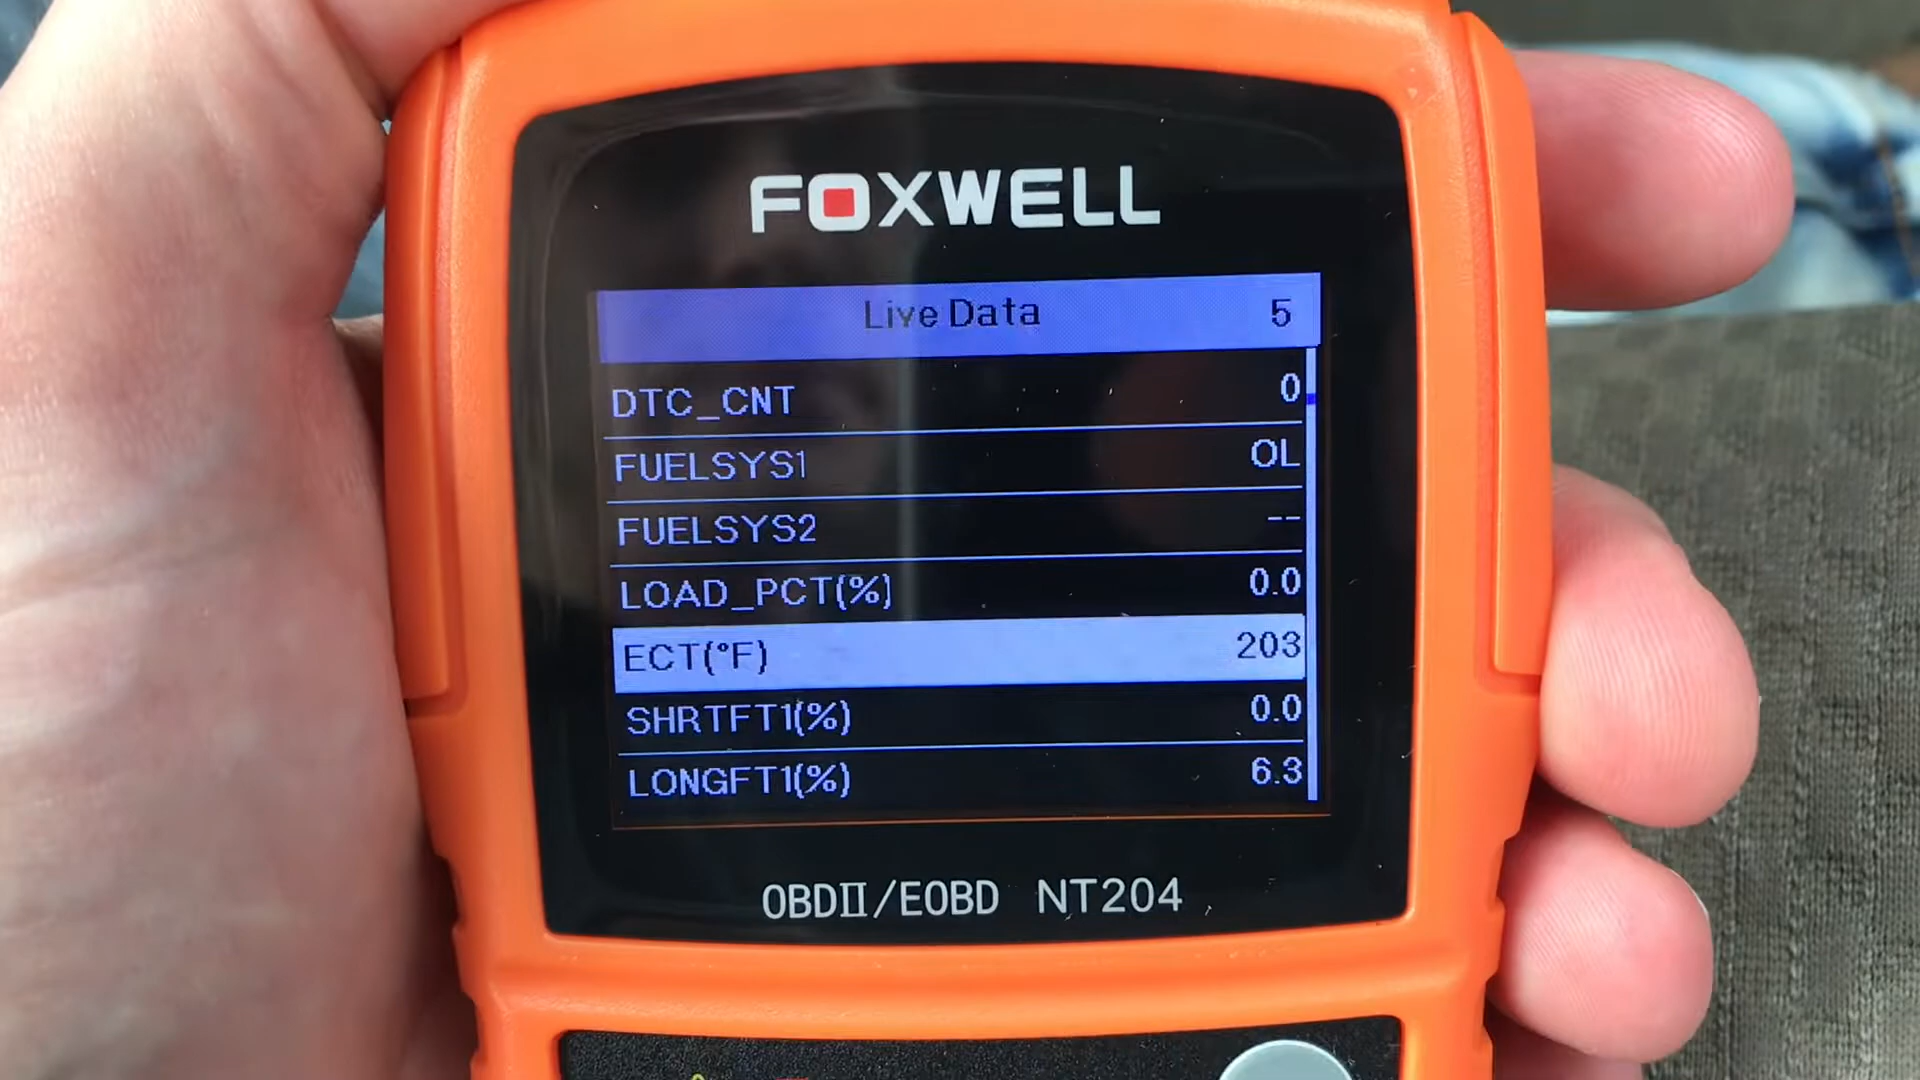 FOXWELL
Live Data 5
DTC_CNT 0
FUELSYS1 OL
FUELSYS2 --
LOAD_PCT(%) 0.0
ECT(°F) 203
SHRTFT1(%) 0.0
LONGFT1(%) 6.3
OBDII/EOBD NT204